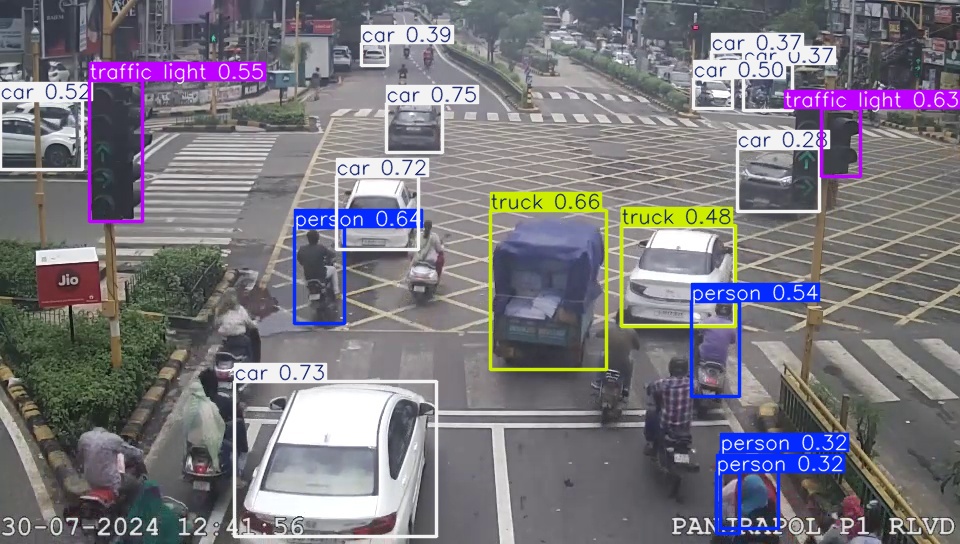 car 0.39
car 0.37
0.37
car 0.50
traffic light 0.55
car 0.52
car 0.75
traffic light 0.63
car 0.28
car 0.72
truck 0.66
person 0.64
truck 0.48
Jio
person 0.54
car 0.73
person 0.32
person 0.32
30-07-2024 12:41:56
PANJRAPOL P1 RLVD